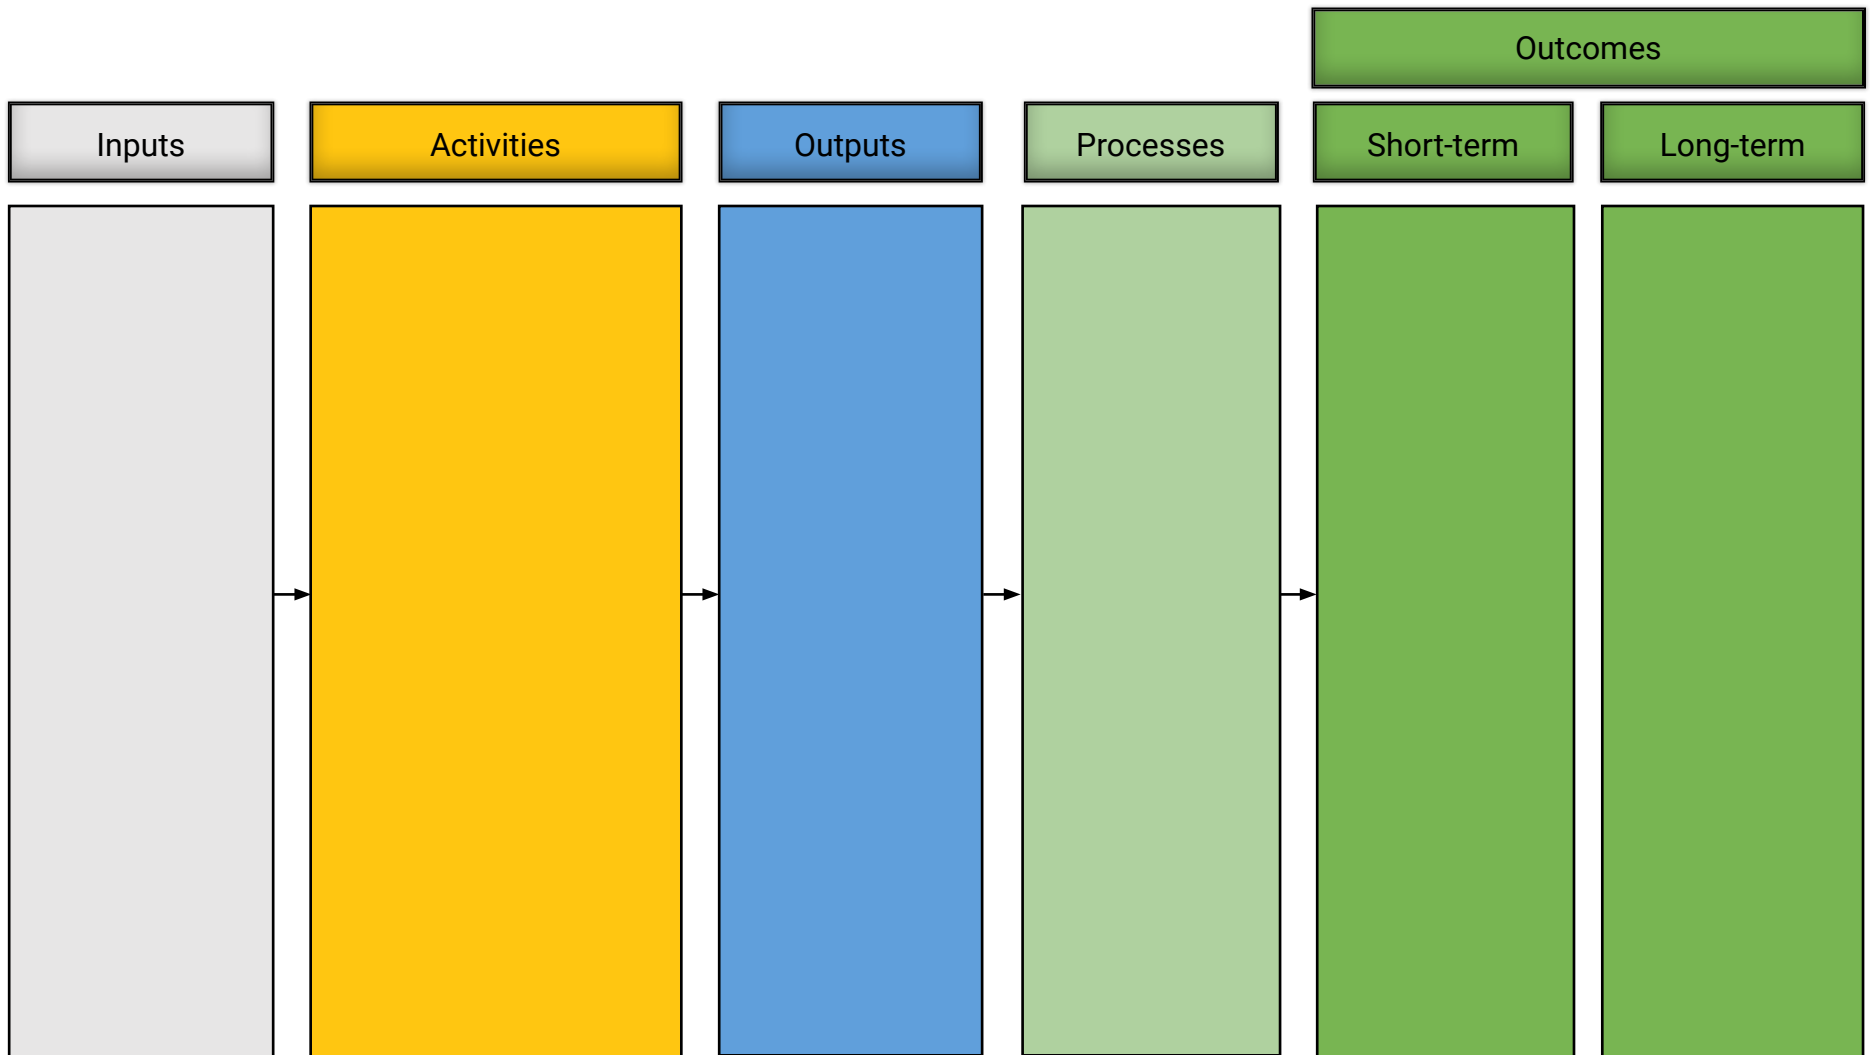 Outcomes
Inputs
Activities
Outputs
Processes
Short-term
Long-term